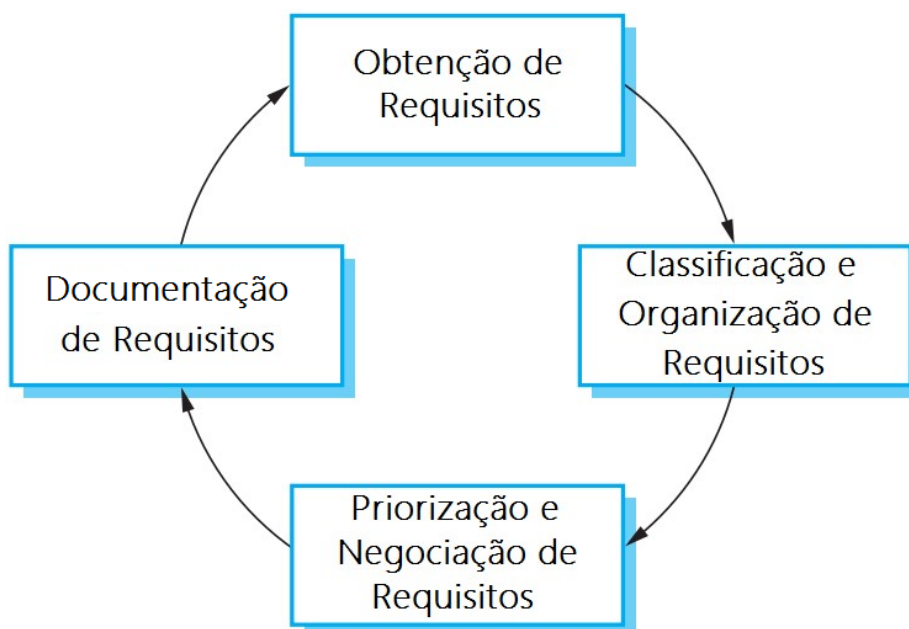 Obtenção de
Requisitos
Classificação e
Organização de
Requisitos
Priorização e
Negociação de
Requisitos
Documentação
de Requisitos